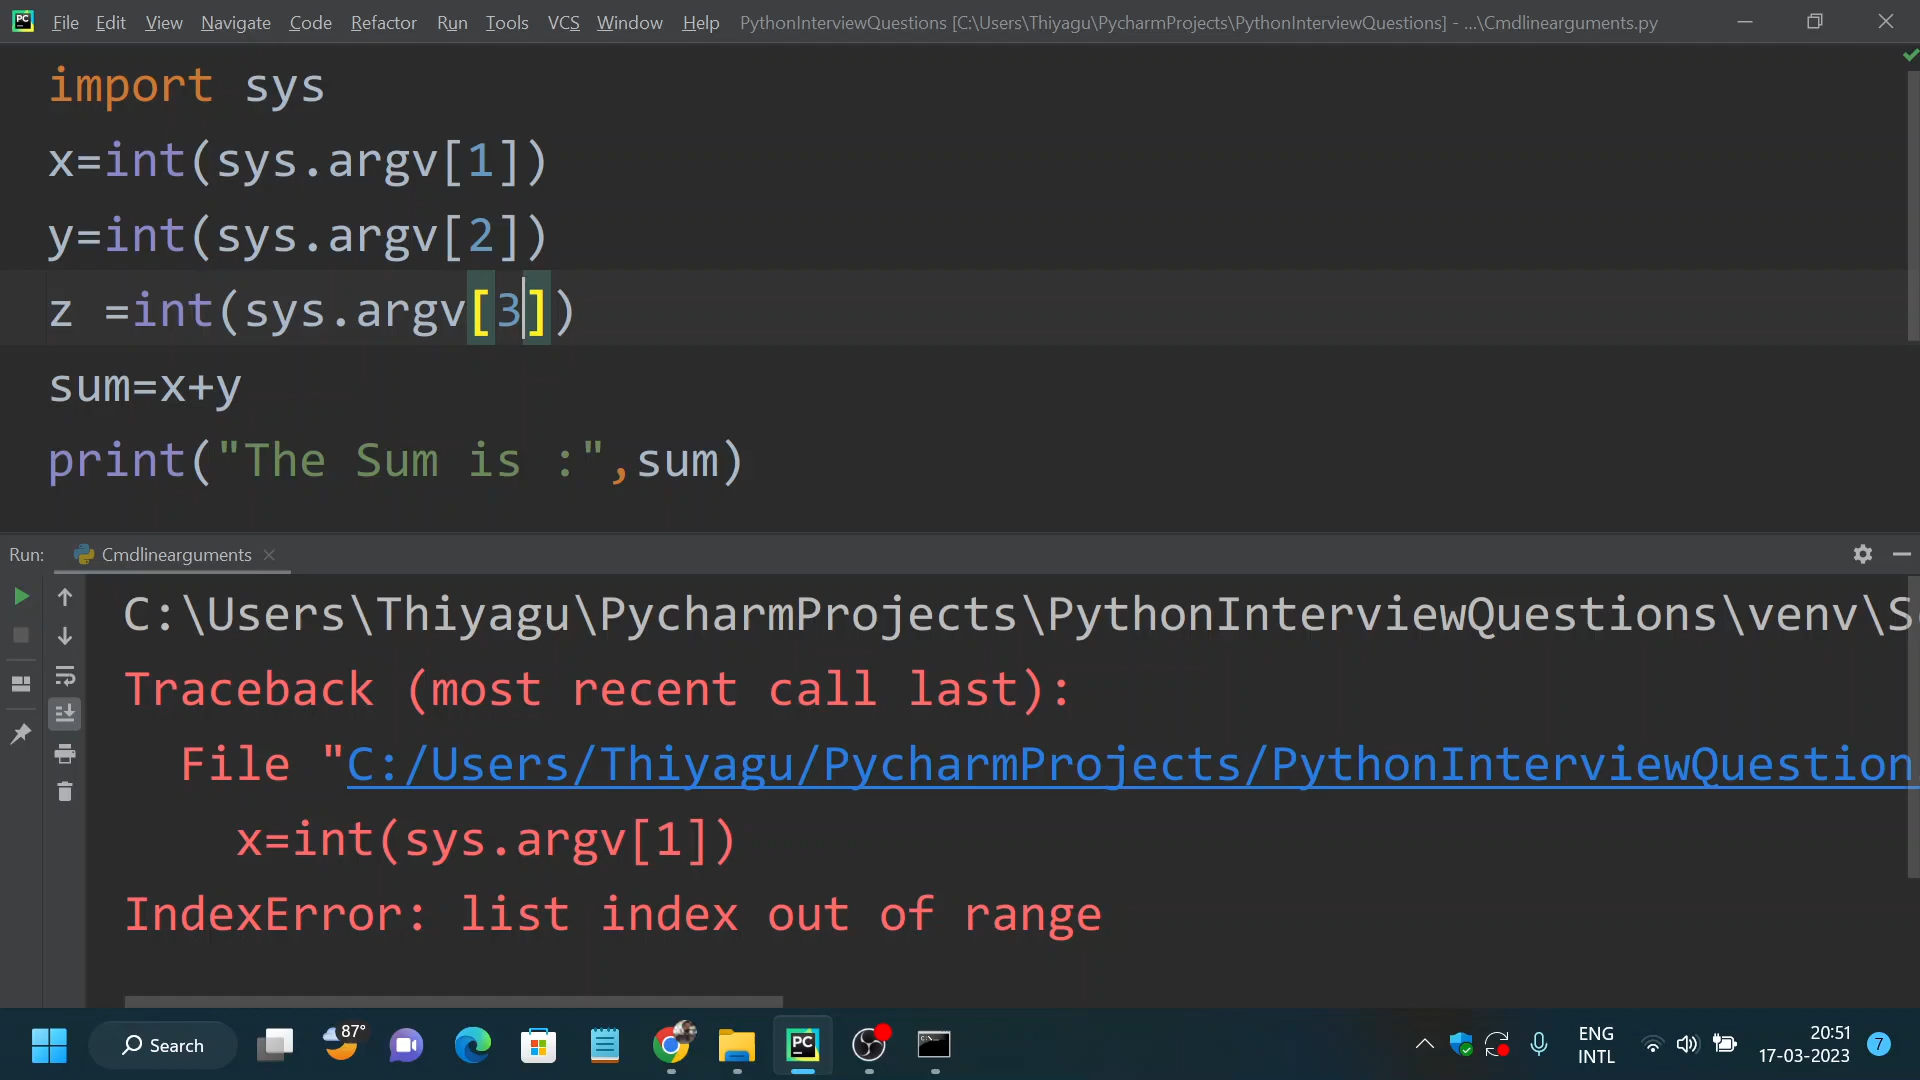 PC File Edit View Navigate Code Refactor Run Tools VCS Window Help PythonInterviewQuestions [C:\Users\Thiyagu\PycharmProjects\PythonInterviewQuestions] - ...\Cmdlinearguments.py
import sys
x=int(sys.argv[1])
y=int(sys.argv[2])
z =int(sys.argv[3])
sum=x+y
print("The Sum is :",sum)
Run: Cmdlinearguments
C:\Users\Thiyagu\PycharmProjects\PythonInterviewQuestions\venv\S
Traceback (most recent call last):
File "C:/Users/Thiyagu/PycharmProjects/PythonInterviewQuestion
x=int(sys.argv[1])
IndexError: list index out of range
Search 87° PC ENG 20:51
INTL 17-03-2023 7